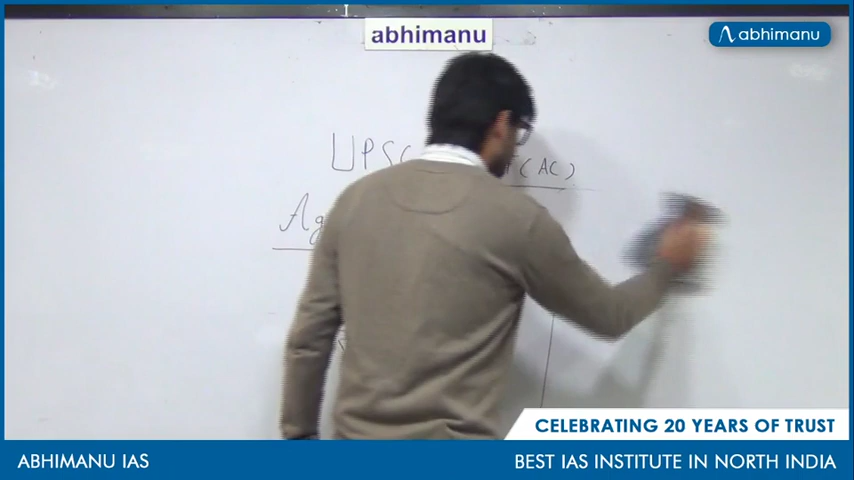 abhimanu
abhimanu
UPSC
(AC)
CELEBRATING 20 YEARS OF TRUST
ABHIMANU IAS
BEST IAS INSTITUTE IN NORTH INDIA